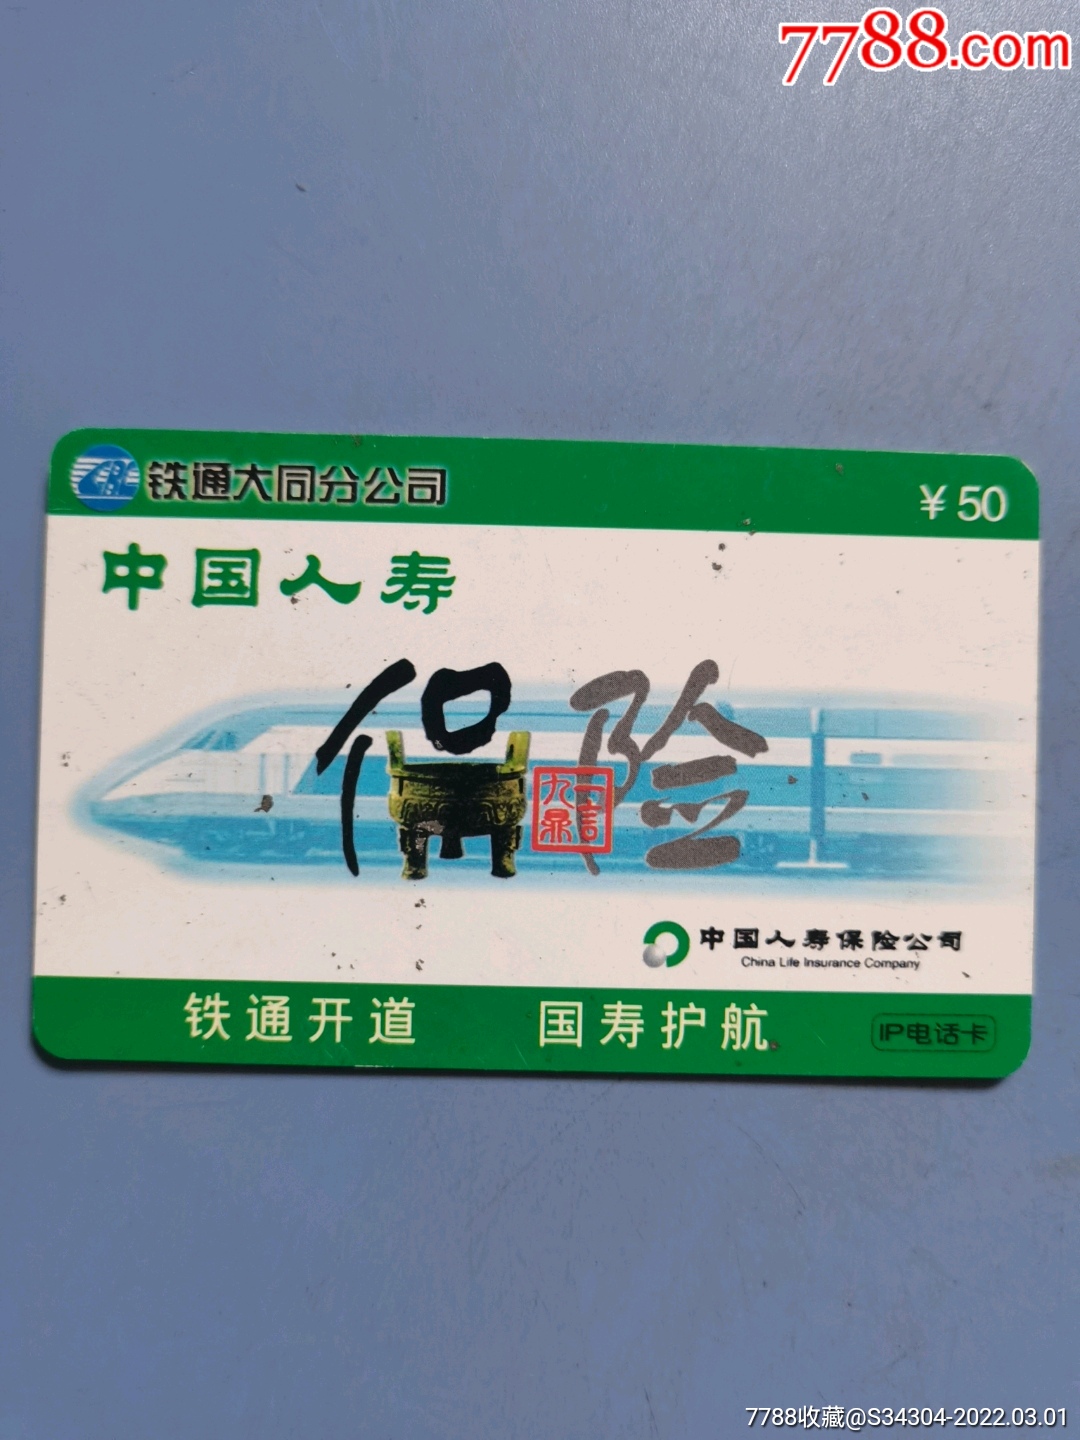 7788.com
铁通大同分公司
¥50
中国人寿
保险
一言
九鼎
中国人寿保险公司
China Life Insurance Company
铁通开道 国寿护航
IP电话卡
7788收藏@S34304-2022.03.01